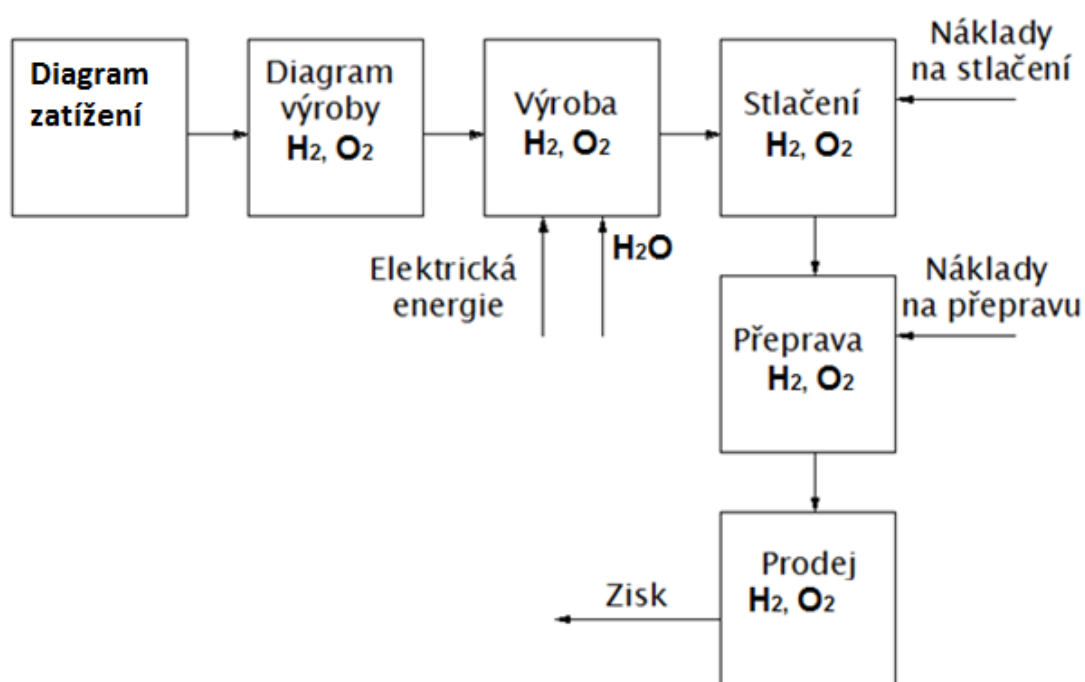 Diagram
zatížení
Diagram
výroby
H2, O2
Výroba
H2, O2
Stlačení
H2, O2
Náklady
na stlačení
Elektrická
energie
H2O
Přeprava
H2, O2
Náklady
na přepravu
Prodej
H2, O2
Zisk